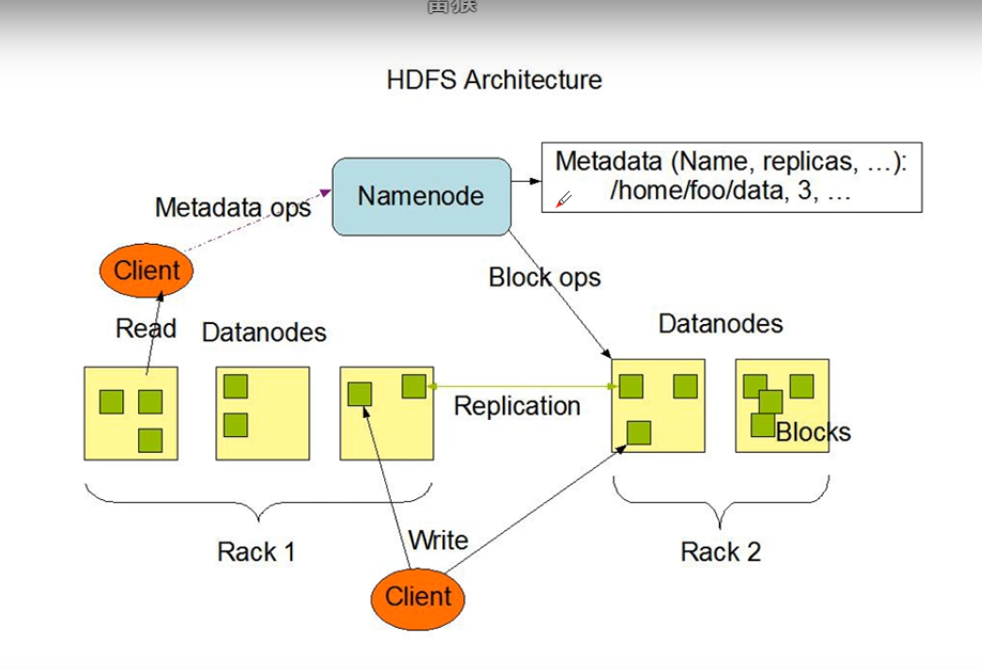 HDFS Architecture
Metadata (Name, replicas, ...):
/home/foo/data, 3, ...
Namenode
Metadata ops
Client
Block ops
Read
Datanodes
Datanodes
Replication
Blocks
Rack 1
Write
Rack 2
Client